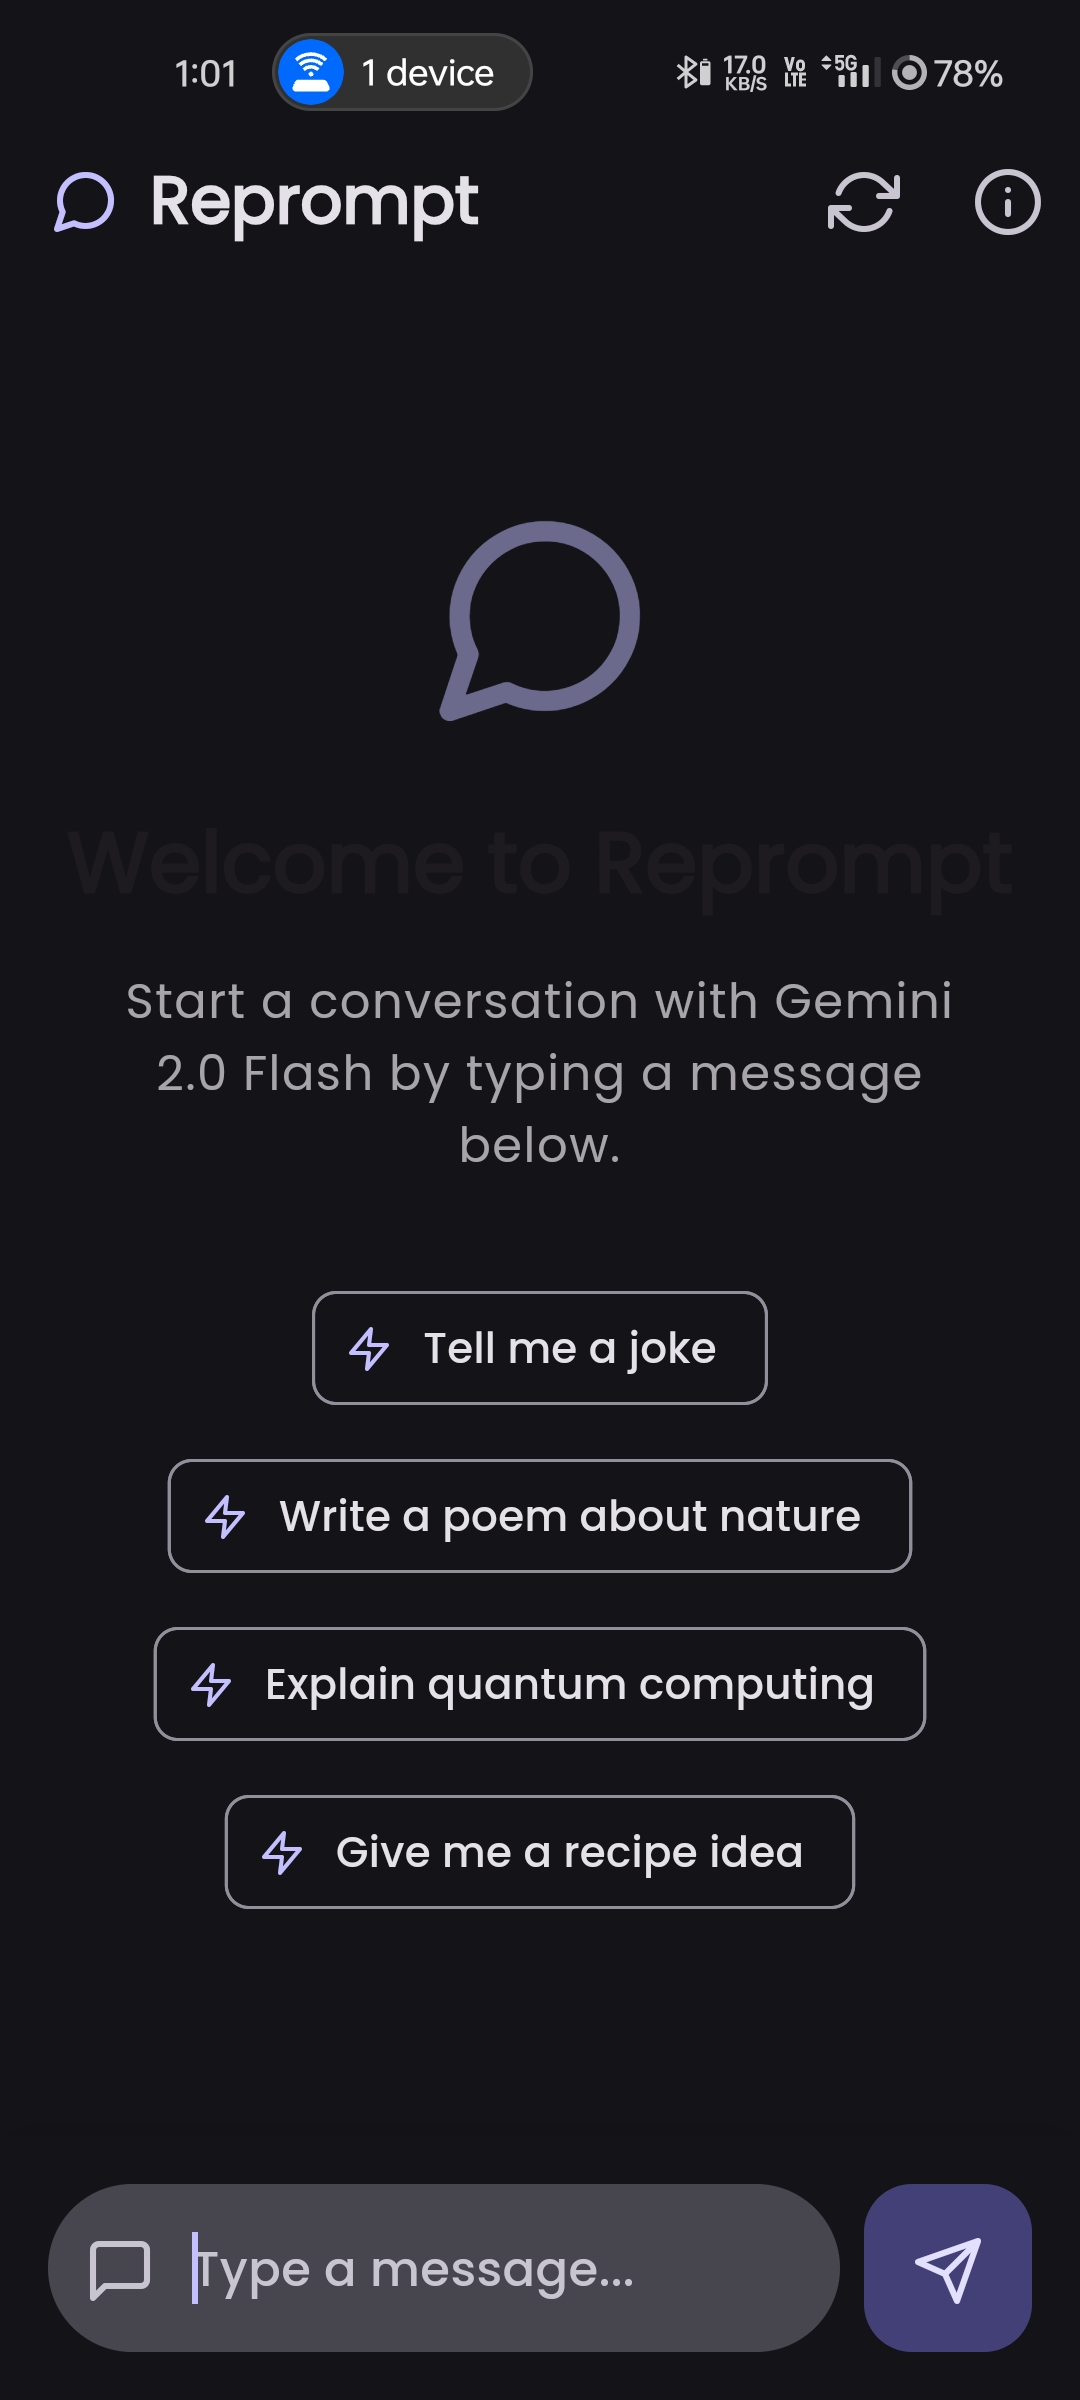 1:01
1 device
17.0
KB/S
Vo
LTE
5G
78%
Reprompt
Welcome to Reprompt
Start a conversation with Gemini
2.0 Flash by typing a message
below.
Tell me a joke
Write a poem about nature
Explain quantum computing
Give me a recipe idea
Type a message...